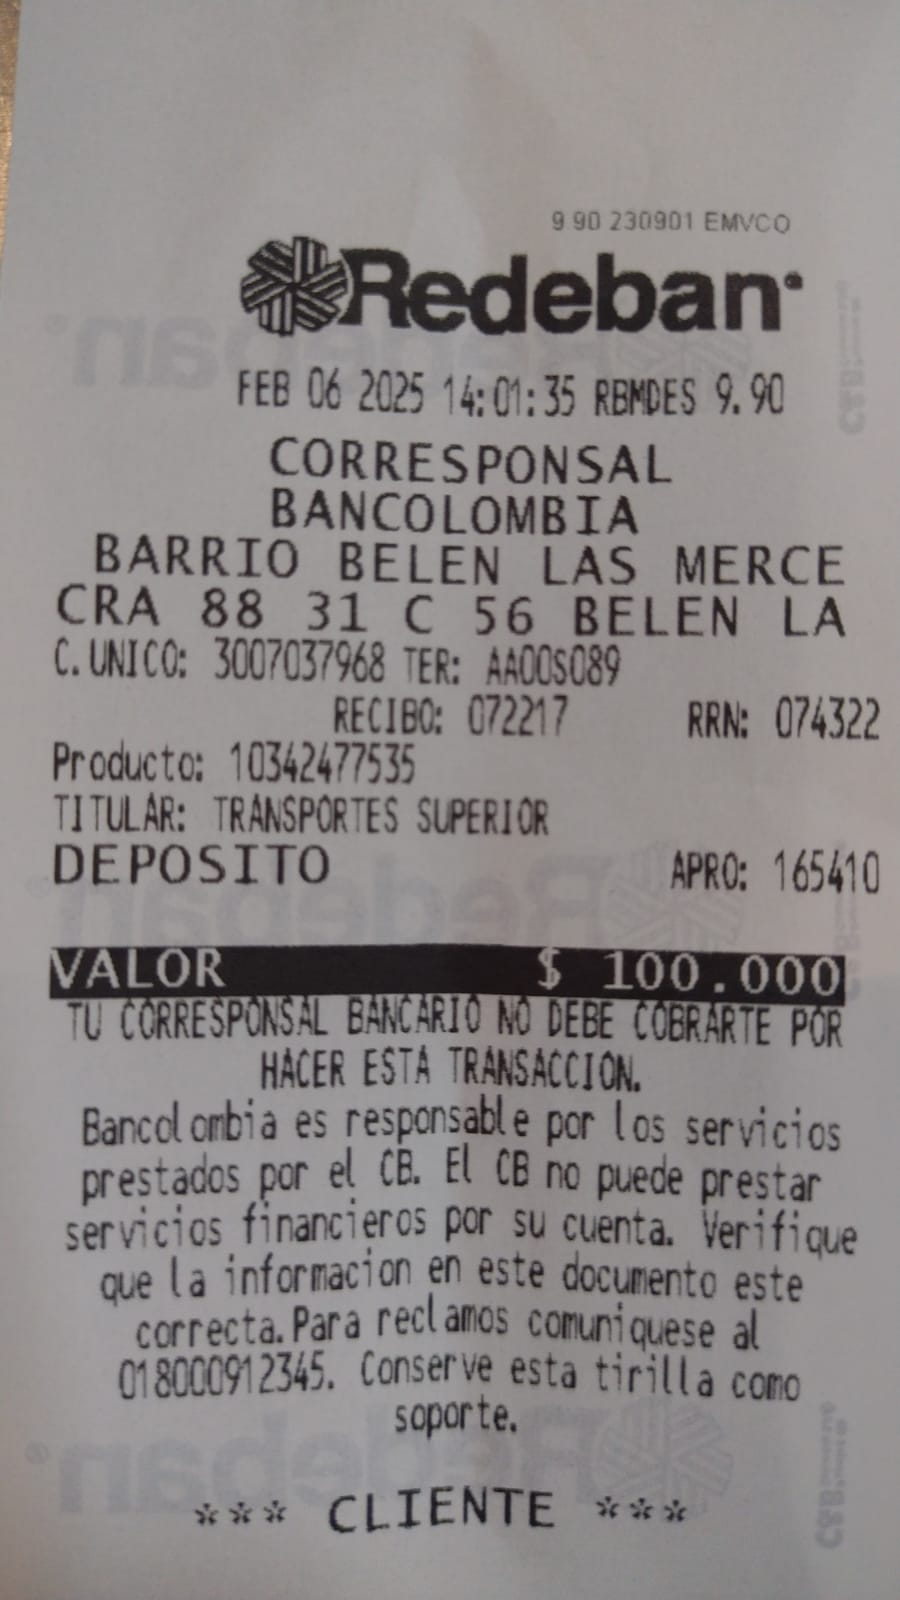 9.90 230901 EMVCO
Redeban
FEB 06 2025 14:01:35 RBMDES 9.90
CORRESPONSAL
BANCOLOMBIA
BARRIO BELEN LAS MERCE
CRA 88 31 C 56 BELEN LA
C.UNICO: 3007037968 TER: AA00S089
RECIBO: 072217 RRN: 074322
Producto: 10342477535
TITULAR: TRANSPORTES SUPERIOR
DEPOSITO APRO: 165410
VALOR $ 100.000
TU CORRESPONSAL BANCARIO NO DEBE COBRARTE POR
HACER ESTA TRANSACCION.
Bancolombia es responsable por los servicios
prestados por el CB. El CB no puede prestar
servicios financieros por su cuenta. Verifique
que la informacion en este documento este
correcta.Para reclamos comuniquese al
018000912345. Conserve esta tirilla como
soporte.
*** CLIENTE ***